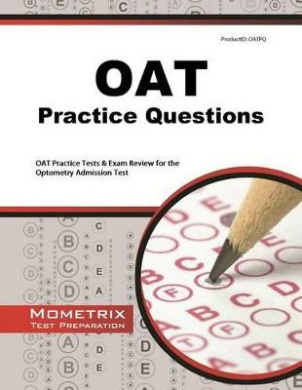 ProductID:OATPQ
OAT
Practice Questions
OAT Practice Tests & Exam Review for the
Optometry Admission Test
MOMETRIX
TEST PREPARATION